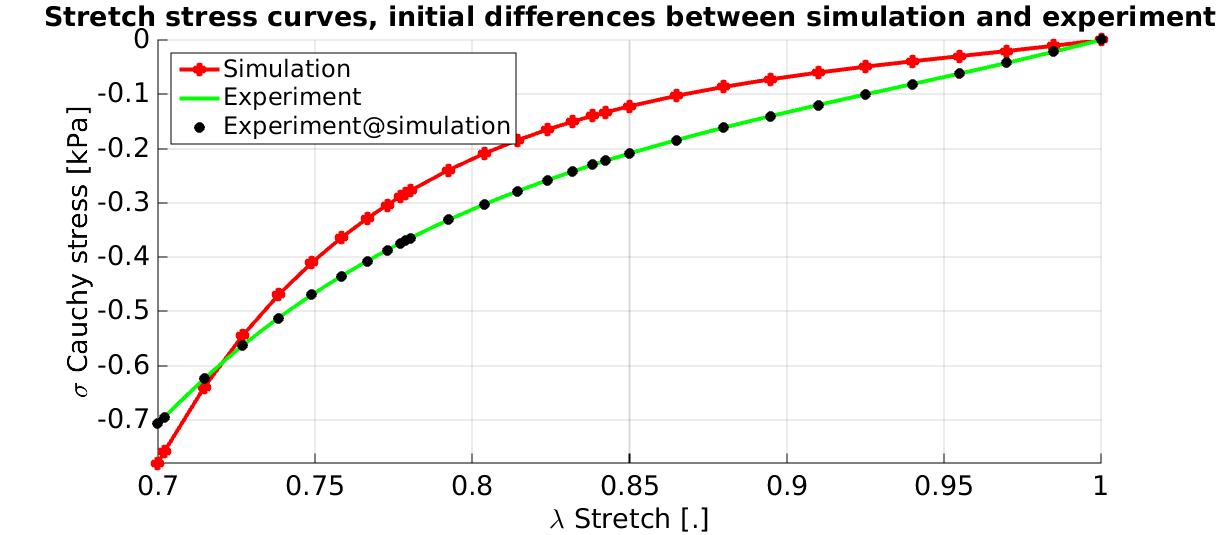 Stretch stress curves, initial differences between simulation and experiment
Simulation
Experiment
Experiment@simulation
σ Cauchy stress [kPa]
0
-0.1
-0.2
-0.3
-0.4
-0.5
-0.6
-0.7
0.7
0.75
0.8
0.85
0.9
0.95
1
λ Stretch [.]